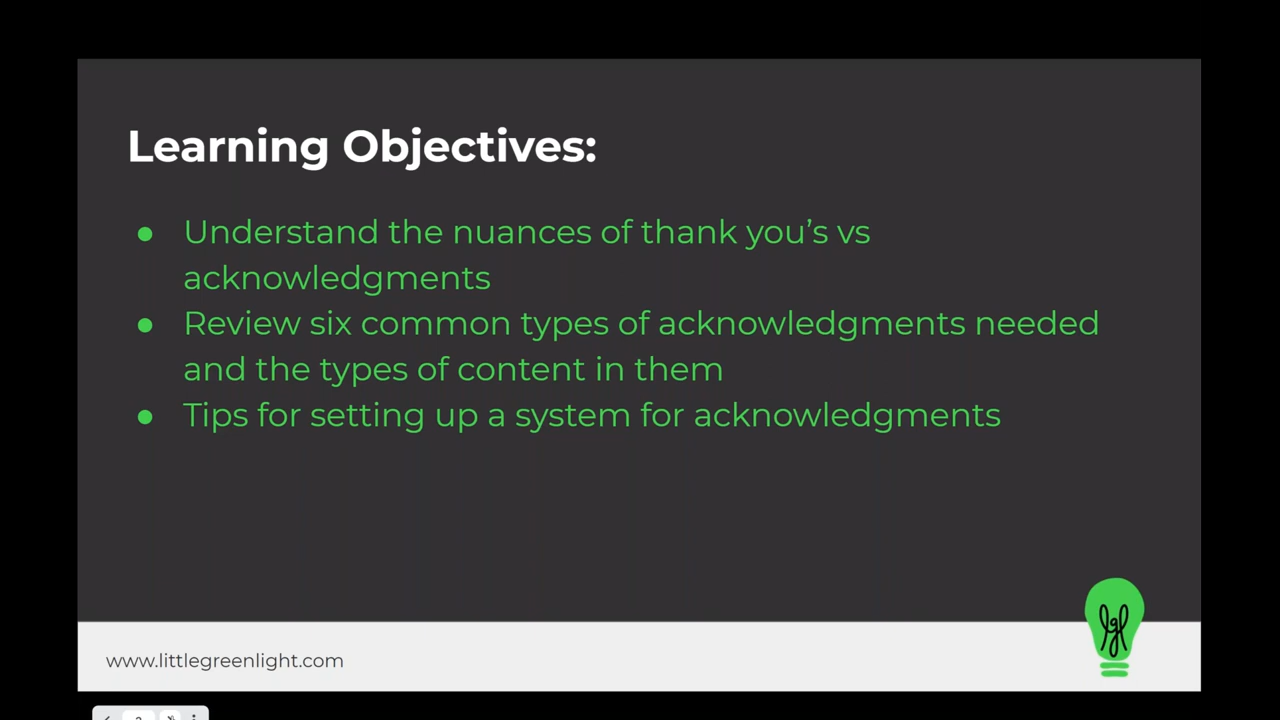 Learning Objectives:
● Understand the nuances of thank you’s vs
acknowledgments
● Review six common types of acknowledgments needed
and the types of content in them
● Tips for setting up a system for acknowledgments
lgl
www.littlegreenlight.com